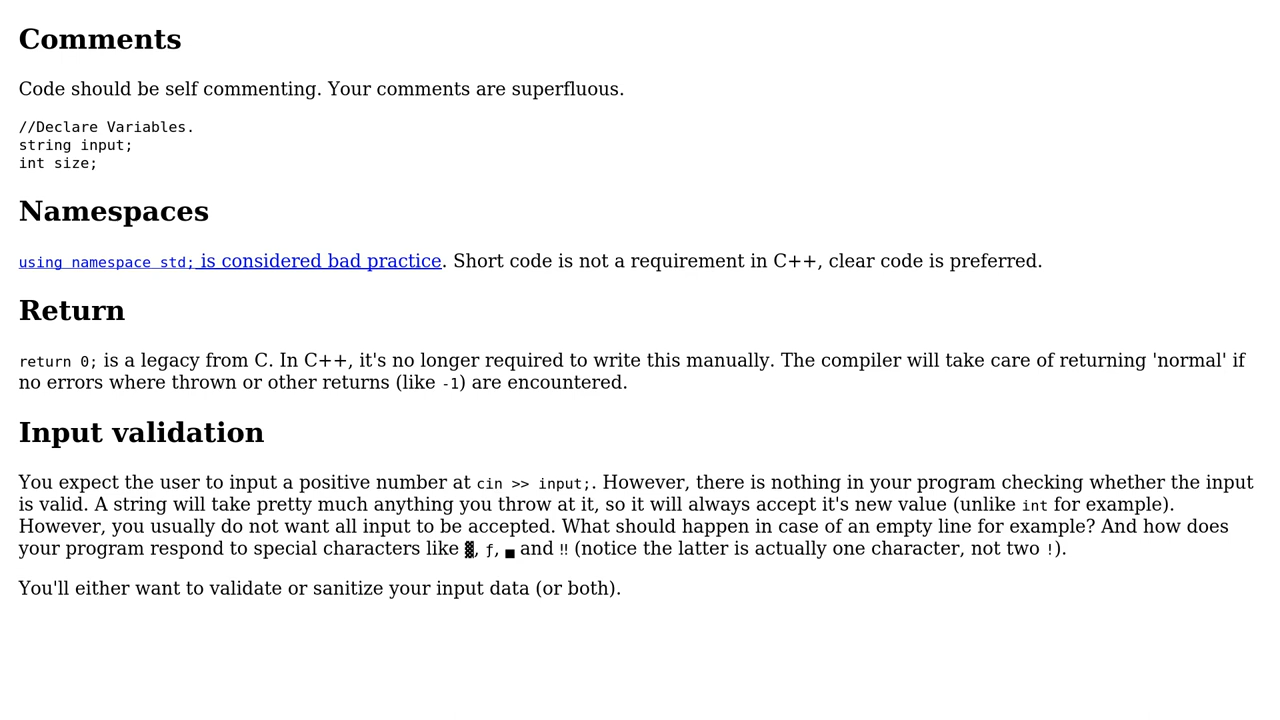 Comments
Code should be self commenting. Your comments are superfluous.
//Declare Variables.
string input;
int size;
Namespaces
using namespace std; is considered bad practice. Short code is not a requirement in C++, clear code is preferred.
Return
return 0; is a legacy from C. In C++, it's no longer required to write this manually. The compiler will take care of returning 'normal' if
no errors where thrown or other returns (like -1) are encountered.
Input validation
You expect the user to input a positive number at cin >> input;. However, there is nothing in your program checking whether the input
is valid. A string will take pretty much anything you throw at it, so it will always accept it's new value (unlike int for example).
However, you usually do not want all input to be accepted. What should happen in case of an empty line for example? And how does
your program respond to special characters like ▓, ƒ, ▄ and ‼ (notice the latter is actually one character, not two !).
You'll either want to validate or sanitize your input data (or both).